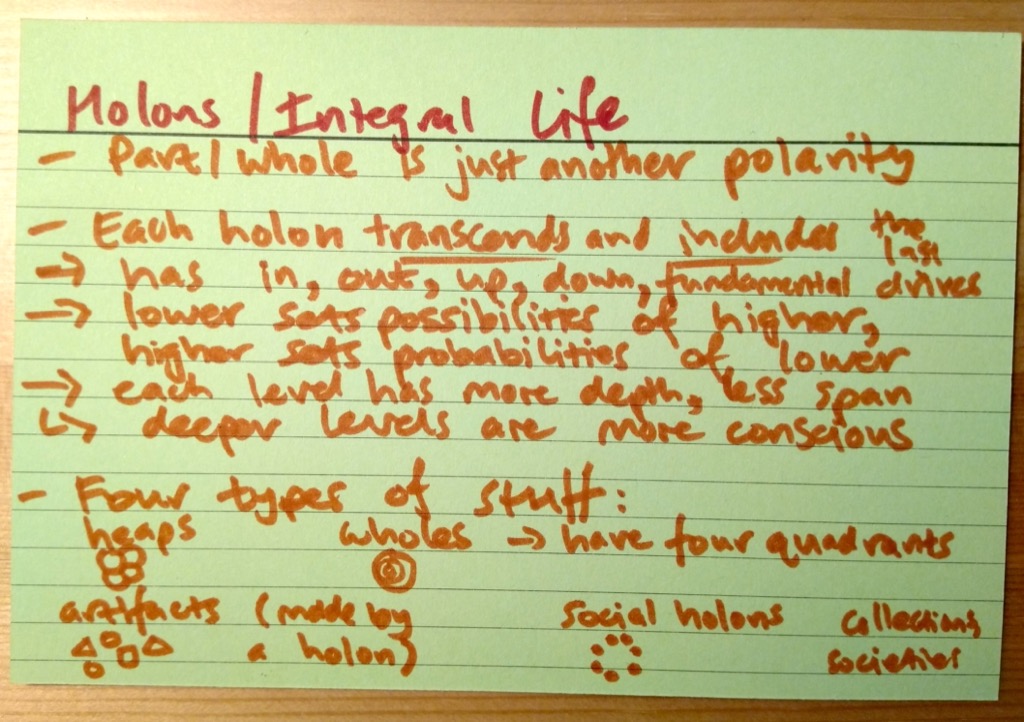 Holons / Integral Life
- Part / whole is just another polarity
- Each holon transcends and includes the last
→ has in, out, up, down, fundamental drives
→ lower sets possibilities of higher,
higher sets probabilities of lower
→ each level has more depth, less span
↳ deeper levels are more conscious
- Four types of stuff:
heaps wholes → have four quadrants
artifacts (made by a holon)
social holons collections, societies